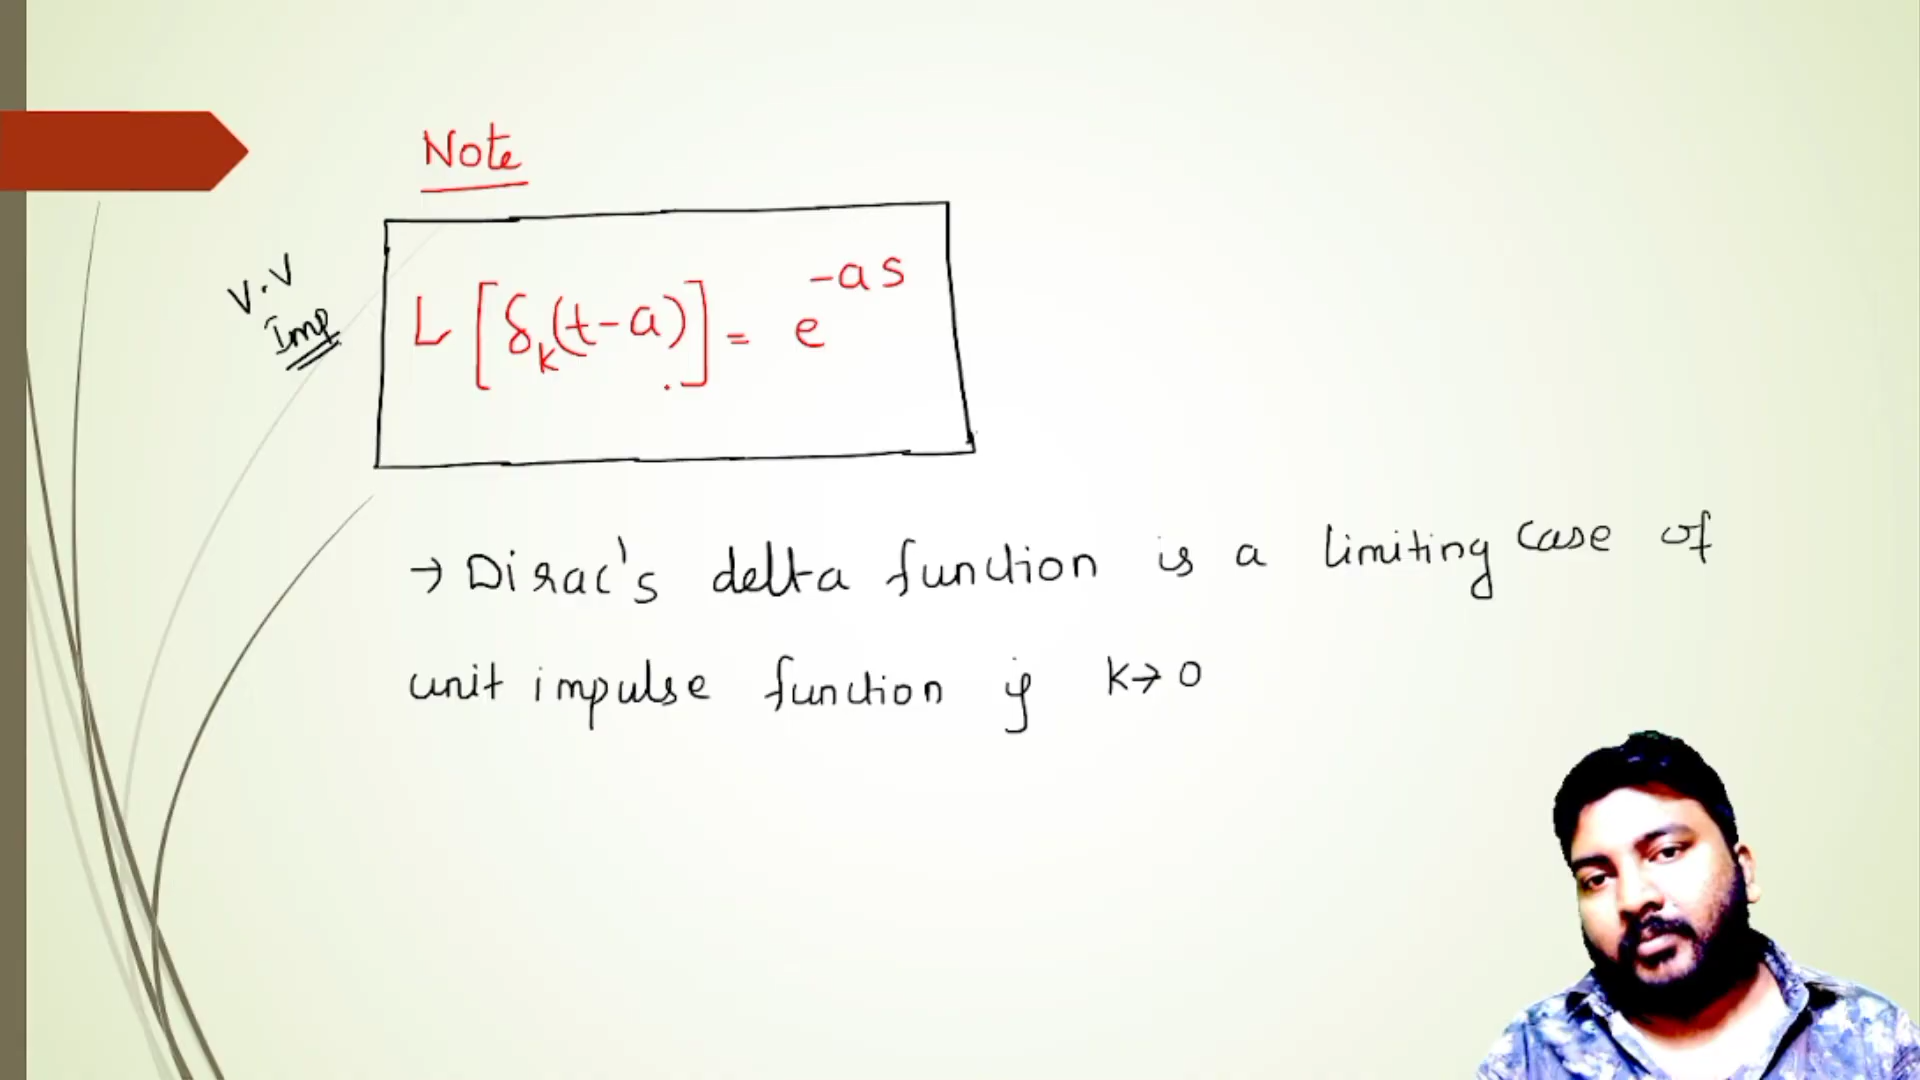 Note
V.V
Imp
L[δₖ(t-a)] = e^-as
→ Dirac's delta function is a limiting case of
unit impulse function if k→0